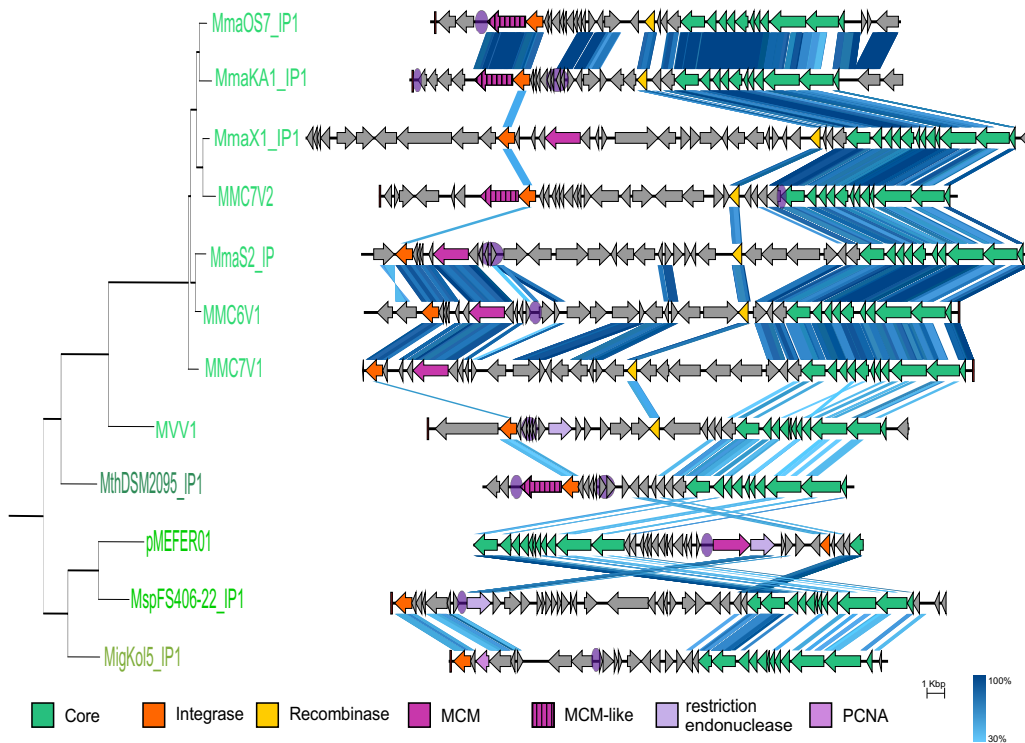 MmaOS7_IP1
MmaKA1_IP1
MmaX1_IP1
MMC7V2
MmaS2_IP
MMC6V1
MMC7V1
MVV1
MthDSM2095_IP1
pMEFER01
MspFS406-22_IP1
MigKol5_IP1
1 Kbp
100%
30%
Core
Integrase
Recombinase
MCM
MCM-like
restriction
endonuclease
PCNA